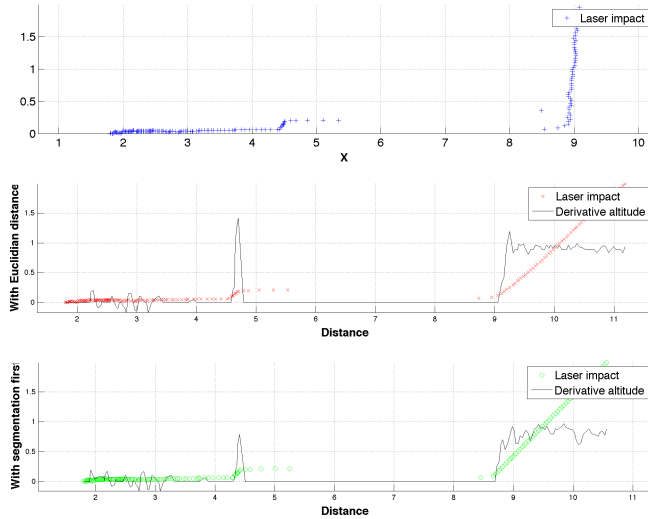 Laser impact
1.5
1
0.5
0
1 2 3 4 5 6 7 8 9 10
X
With Euclidian distance
Laser impact
Derivative altitude
1.5
1
0.5
0
2 3 4 5 6 7 8 9 10 11
Distance
With segmentation first
Laser impact
Derivative altitude
1.5
1
0.5
0
2 3 4 5 6 7 8 9 10 11
Distance